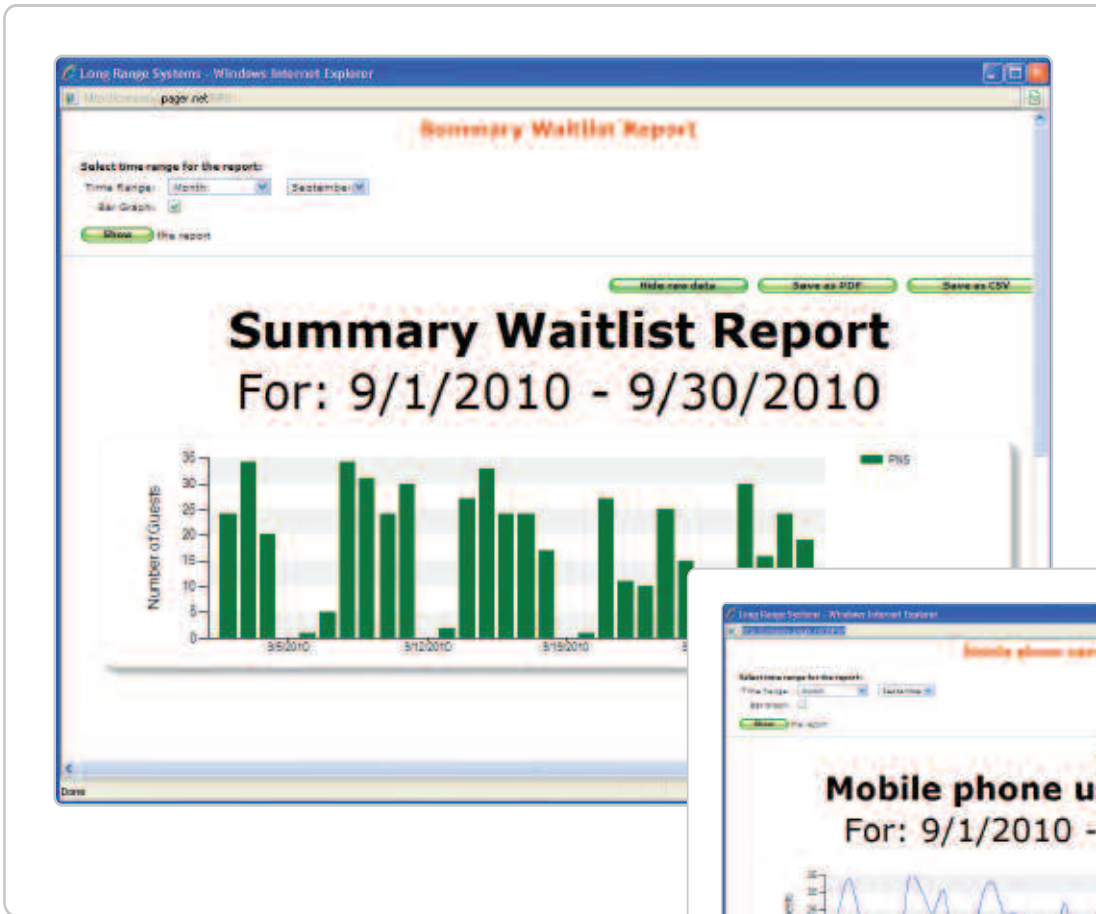 Long Range Systems - Windows Internet Explorer
pager.net
Summary Waitlist Report
Select time range for the report:
Time Range: Month September
Bar Graph:
Show the report
Hide raw data Save as PDF Save as CSV
Summary Waitlist Report
For: 9/1/2010 - 9/30/2010
35
30
25
20
15
10
5
0
Number of Guests
9/5/2010 9/12/2010 9/19/2010
PNS
Done
Long Range Systems - Windows Internet Explorer
Mobile phone
Select time range for the report:
Time Range: Month September
Bar Graph:
Show the report
Mobile phone u
For: 9/1/2010 -